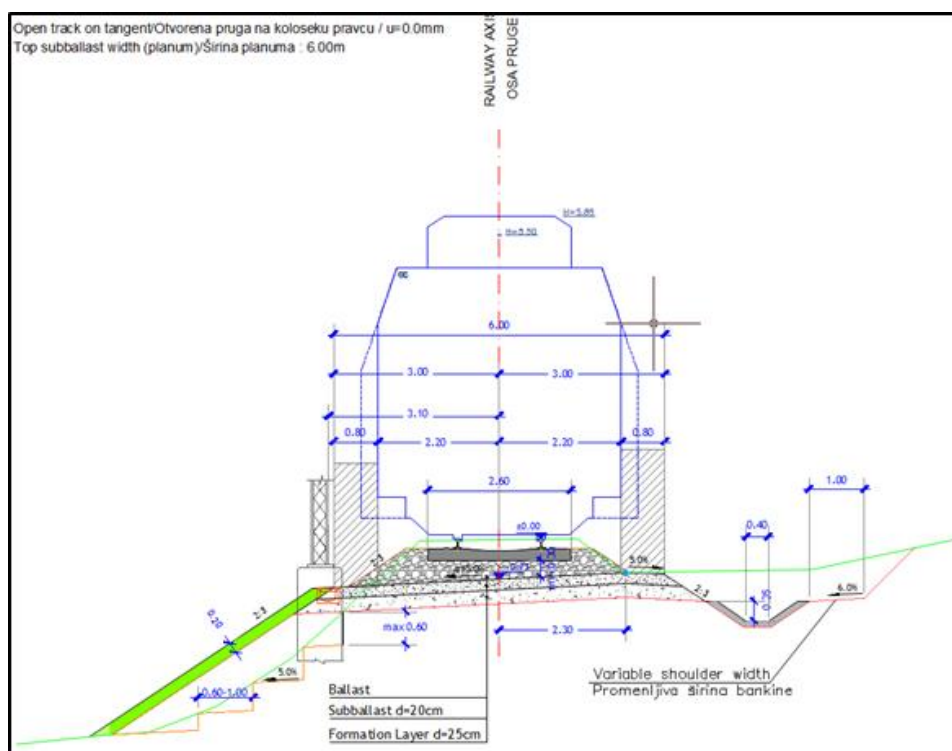 Open track on tangent/Otvorena pruga na koloseku pravcu / u=0.0mm
Top subballast width (planum)/Širina planuma : 6.00m
RAILWAY AXIS
OSA PRUGE
H=5.50
6.00
3.00
3.00
3.10
0.80
2.20
2.20
0.80
2.60
1.00
±0.00
0.40
5.0%
2:3
6.0%
0.25
2:3
0.20
max0.60
2.30
5.0%
0.60-1.00
Variable shoulder width
Promenljiva širina bankine
Ballast
Subballast d=20cm
Formation Layer d=25cm